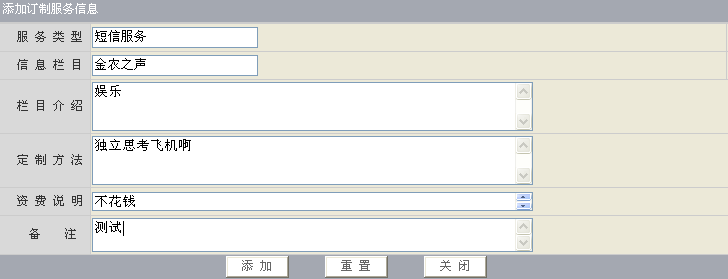 添加订制服务信息
服务类型 短信服务
信息栏目 金农之声
栏目介绍 娱乐
定制方法 独立思考飞机啊
资费说明 不花钱
备注 测试
添加 重置 关闭